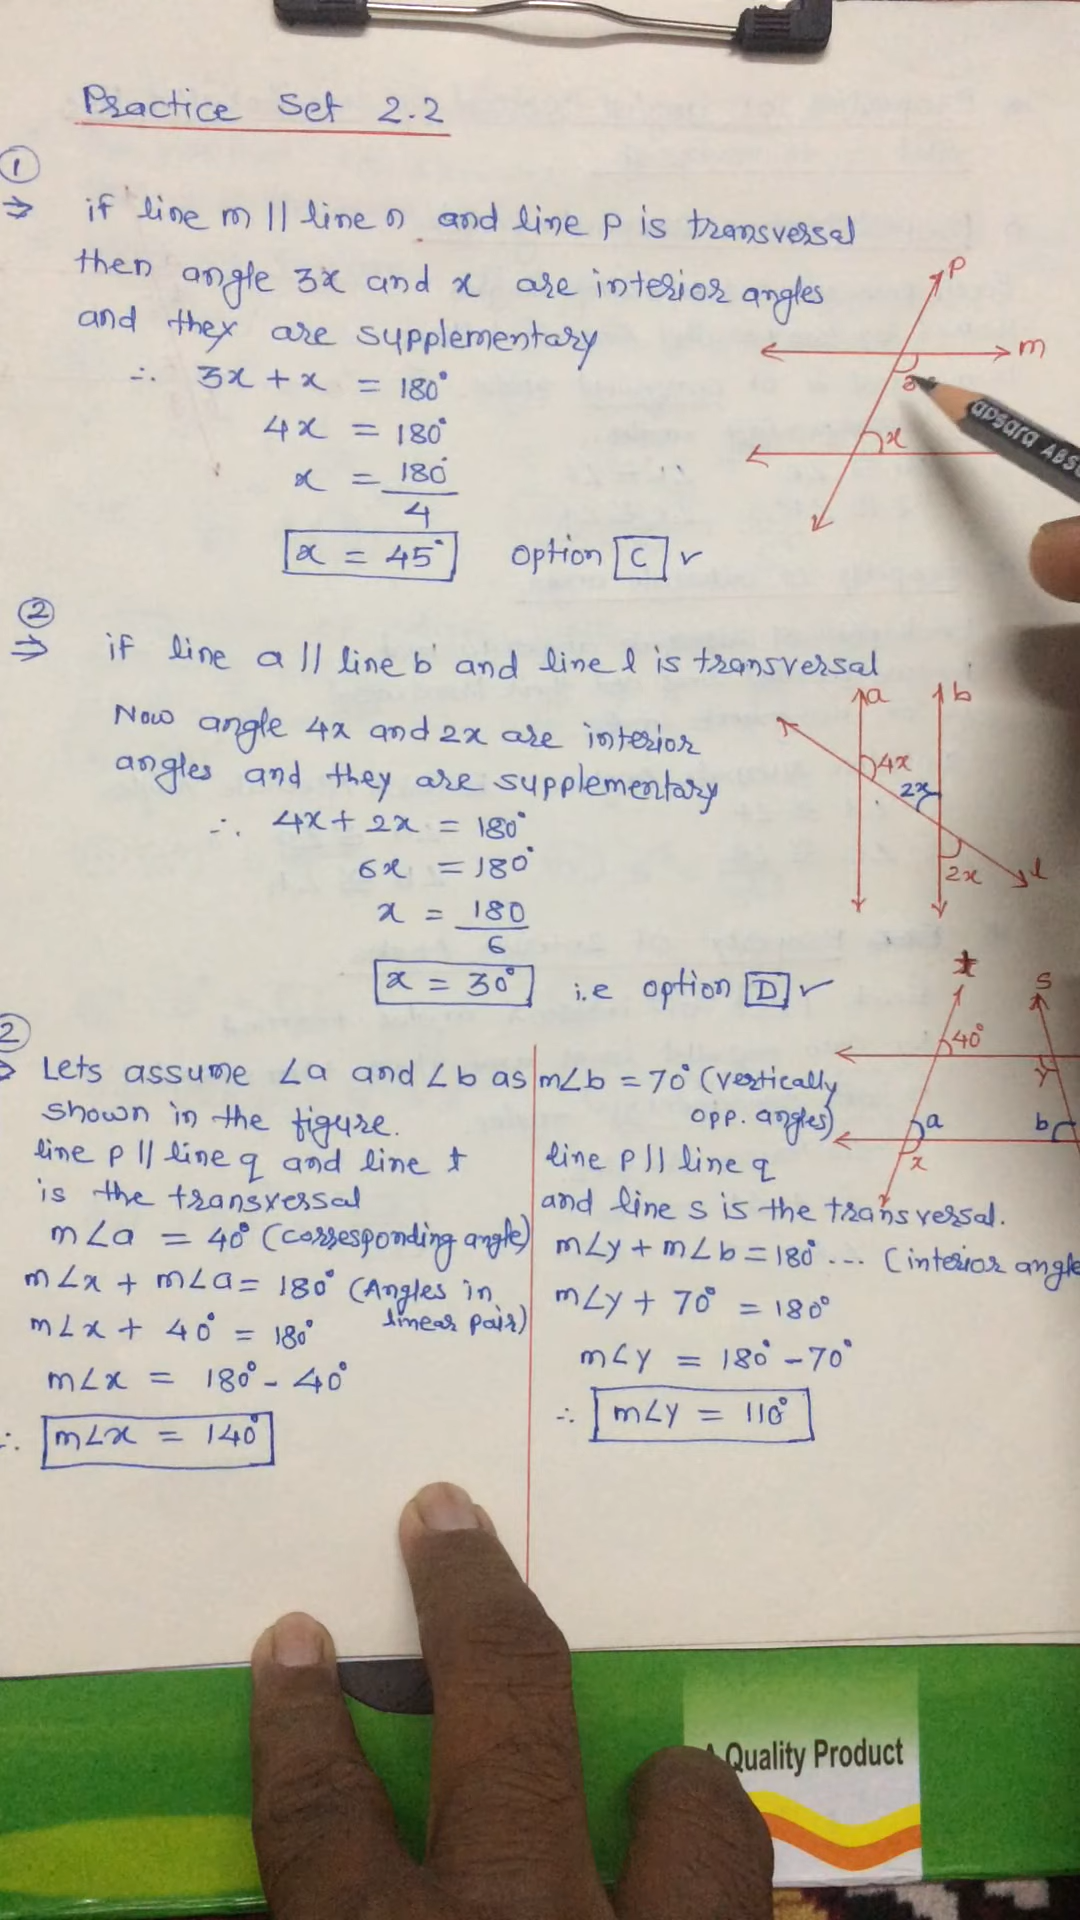 Practice Set 2.2
①
⇒ if line m || line n and line p is transversal
then angle 3x and x are interior angles
and they are supplementary
∴ 3x + x = 180°
4x = 180°
x = 180°/4
x = 45° option C ✓
p
m
x
apsara ABS
②
⇒ if line a || line b and line l is transversal
Now angle 4x and 2x are interior
angles and they are supplementary
∴ 4x + 2x = 180°
6x = 180°
x = 180/6
x = 30° i.e option D ✓
a
b
4x
2x
2x
l
2
Lets assume ∠a and ∠b as
shown in the figure.
line p || line q and line t
is the transversal
m∠a = 40° (corresponding angle)
m∠x + m∠a = 180° (Angles in
linear pair)
m∠x + 40° = 180°
m∠x = 180° - 40°
∴ m∠x = 140°
m∠b = 70° (vertically
opp. angles)
line p || line q
and line s is the transversal.
m∠y + m∠b = 180° ... (interior angle
m∠y + 70° = 180°
m∠y = 180° - 70°
∴ m∠y = 110°
t
s
40°
y
a
b
x
A Quality Product